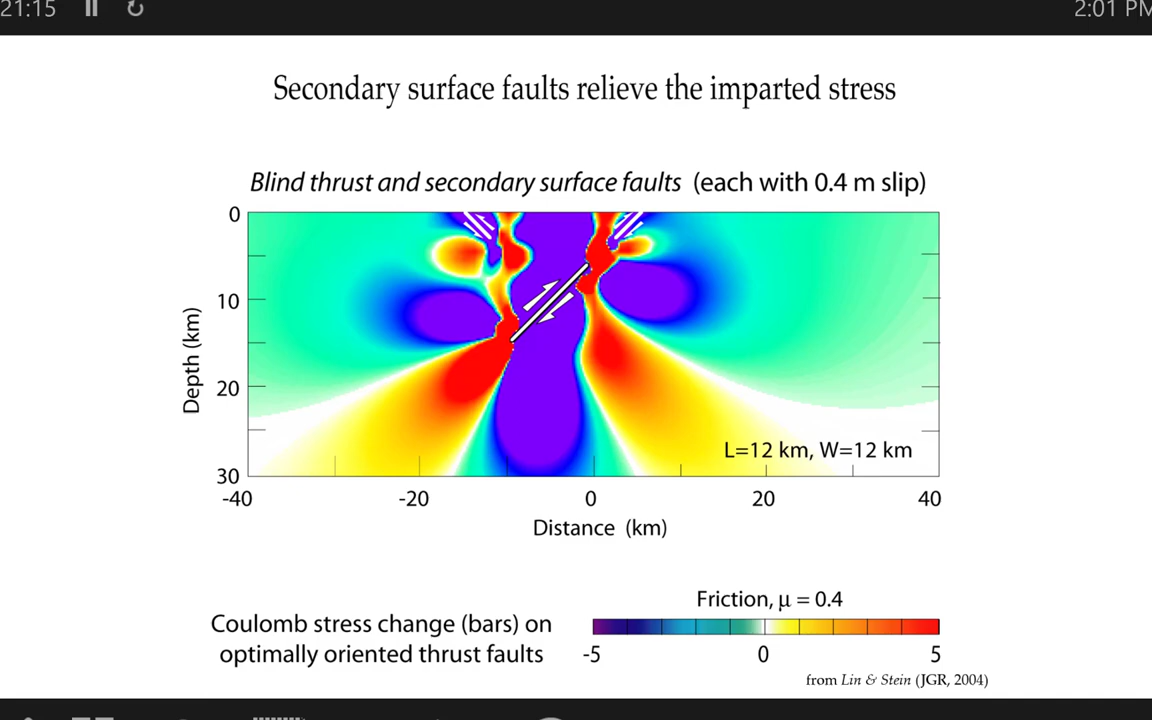 21:15
2:01 PM
Secondary surface faults relieve the imparted stress
Blind thrust and secondary surface faults (each with 0.4 m slip)
0
10
20
30
Depth (km)
L=12 km, W=12 km
-40
-20
0
20
40
Distance (km)
Friction, μ = 0.4
Coulomb stress change (bars) on
optimally oriented thrust faults
-5
0
5
from Lin & Stein (JGR, 2004)